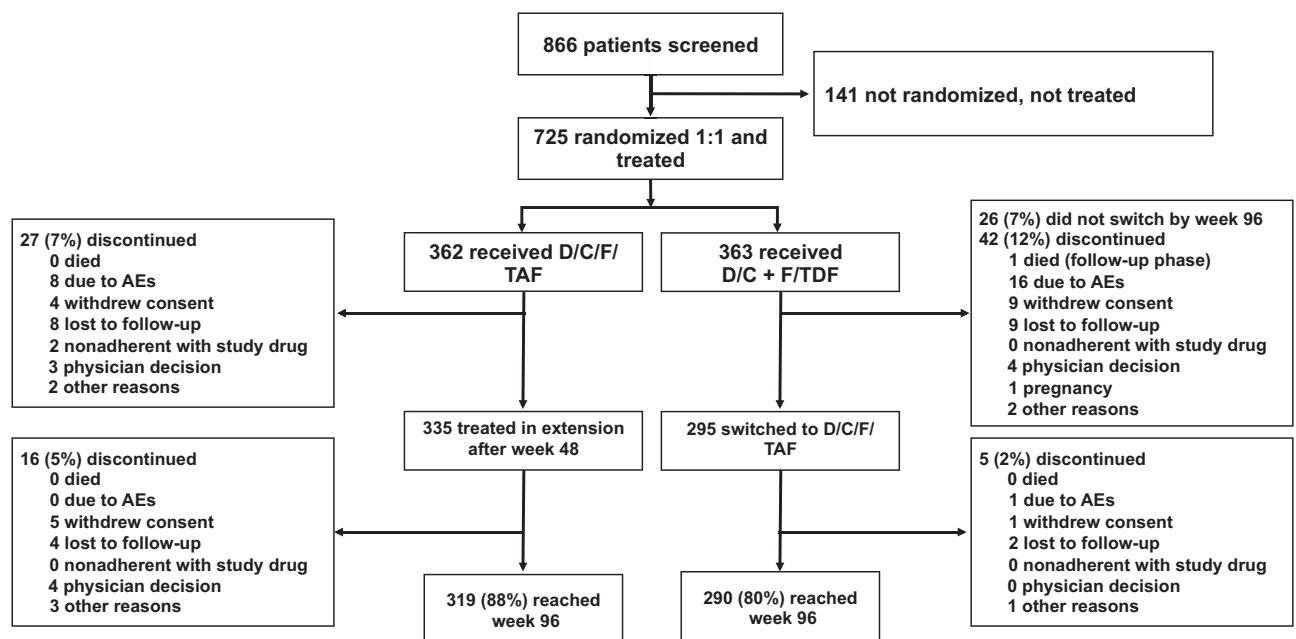 866 patients screened
141 not randomized, not treated
725 randomized 1:1 and
treated
27 (7%) discontinued
0 died
8 due to AEs
4 withdrew consent
8 lost to follow-up
2 nonadherent with study drug
3 physician decision
2 other reasons
362 received D/C/F/
TAF
363 received
D/C + F/TDF
26 (7%) did not switch by week 96
42 (12%) discontinued
1 died (follow-up phase)
16 due to AEs
9 withdrew consent
9 lost to follow-up
0 nonadherent with study drug
4 physician decision
1 pregnancy
2 other reasons
335 treated in extension
after week 48
295 switched to D/C/F/
TAF
16 (5%) discontinued
0 died
0 due to AEs
5 withdrew consent
4 lost to follow-up
0 nonadherent with study drug
4 physician decision
3 other reasons
5 (2%) discontinued
0 died
1 due to AEs
1 withdrew consent
2 lost to follow-up
0 nonadherent with study drug
0 physician decision
1 other reasons
319 (88%) reached
week 96
290 (80%) reached
week 96